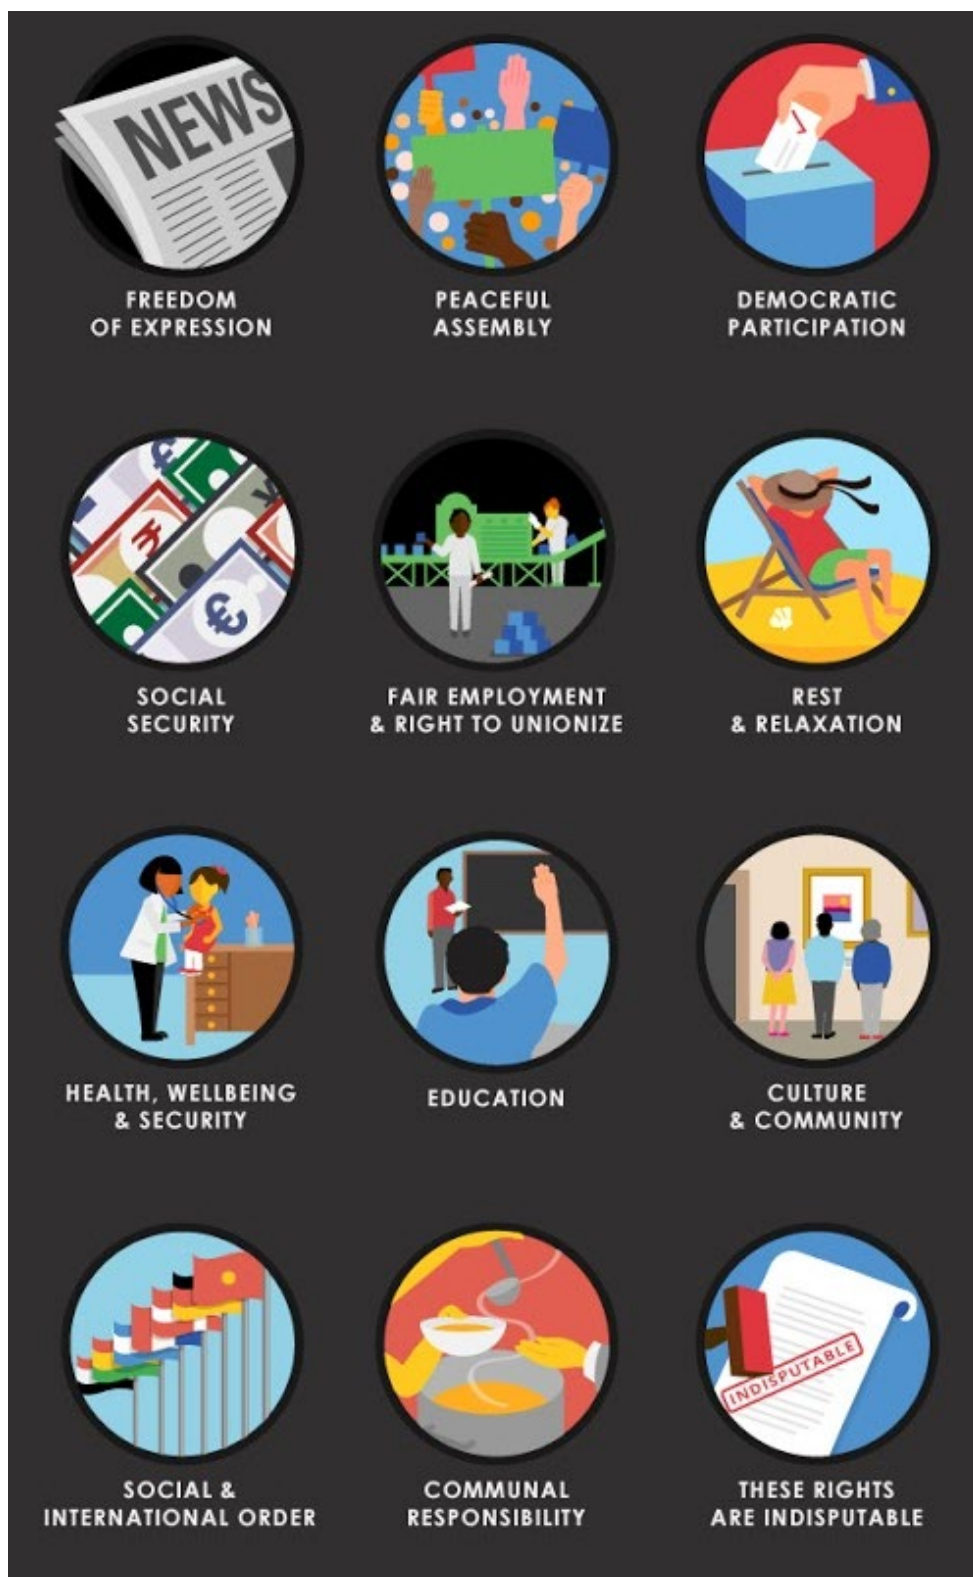 NEWS
FREEDOM
OF EXPRESSION
PEACEFUL
ASSEMBLY
DEMOCRATIC
PARTICIPATION
SOCIAL
SECURITY
FAIR EMPLOYMENT
& RIGHT TO UNIONIZE
REST
& RELAXATION
HEALTH, WELLBEING
& SECURITY
EDUCATION
CULTURE
& COMMUNITY
SOCIAL &
INTERNATIONAL ORDER
COMMUNAL
RESPONSIBILITY
INDISPUTABLE
THESE RIGHTS
ARE INDISPUTABLE